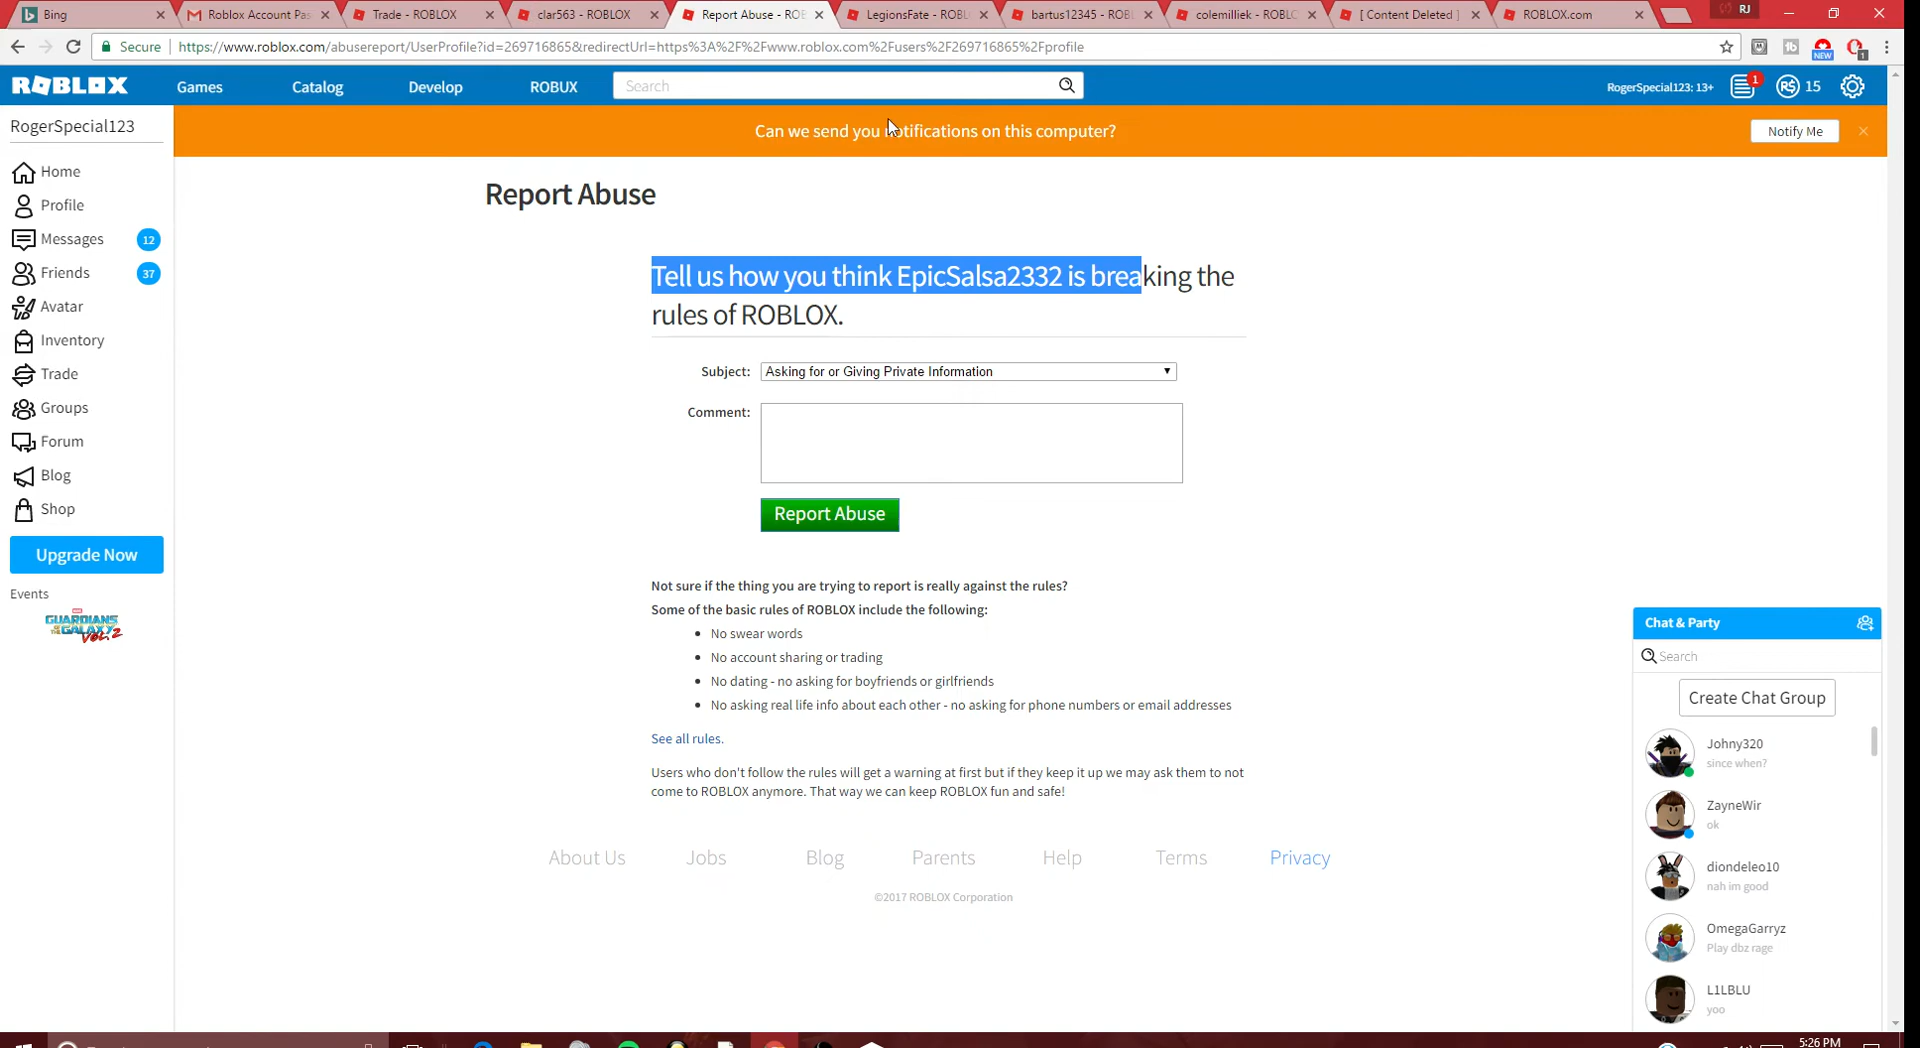 Bing
Roblox Account Pas
Trade - ROBLOX
clar563 - ROBLOX
Report Abuse - ROB
LegionsFate - ROBL
bartus12345 - ROBL
colemilliek - ROBLC
[ Content Deleted ]
ROBLOX.com
RJ
Secure
https://www.roblox.com/abusereport/UserProfile?id=269716865&redirectUrl=https%3A%2F%2Fwww.roblox.com%2Fusers%2F269716865%2Fprofile
NEW
1
ROBLOX
Games
Catalog
Develop
ROBUX
Search
RogerSpecial123: 13+
1
R$ 15
RogerSpecial123
Can we send you notifications on this computer?
Notify Me
Home
Profile
Messages 12
Friends 37
Avatar
Inventory
Trade
Groups
Forum
Blog
Shop
Upgrade Now
Events
MARVEL
GUARDIANS
OF THE GALAXY
VOL.2
Report Abuse
Tell us how you think EpicSalsa2332 is breaking the
rules of ROBLOX.
Subject: Asking for or Giving Private Information
Comment:
Report Abuse
Not sure if the thing you are trying to report is really against the rules?
Some of the basic rules of ROBLOX include the following:
• No swear words
• No account sharing or trading
• No dating - no asking for boyfriends or girlfriends
• No asking real life info about each other - no asking for phone numbers or email addresses
See all rules.
Users who don't follow the rules will get a warning at first but if they keep it up we may ask them to not
come to ROBLOX anymore. That way we can keep ROBLOX fun and safe!
About Us
Jobs
Blog
Parents
Help
Terms
Privacy
©2017 ROBLOX Corporation
Chat & Party
Search
Create Chat Group
Johny320
since when?
ZayneWir
ok
diondeleo10
nah im good
OmegaGarryz
Play dbz rage
L1LBLU
yoo
5:26 PM